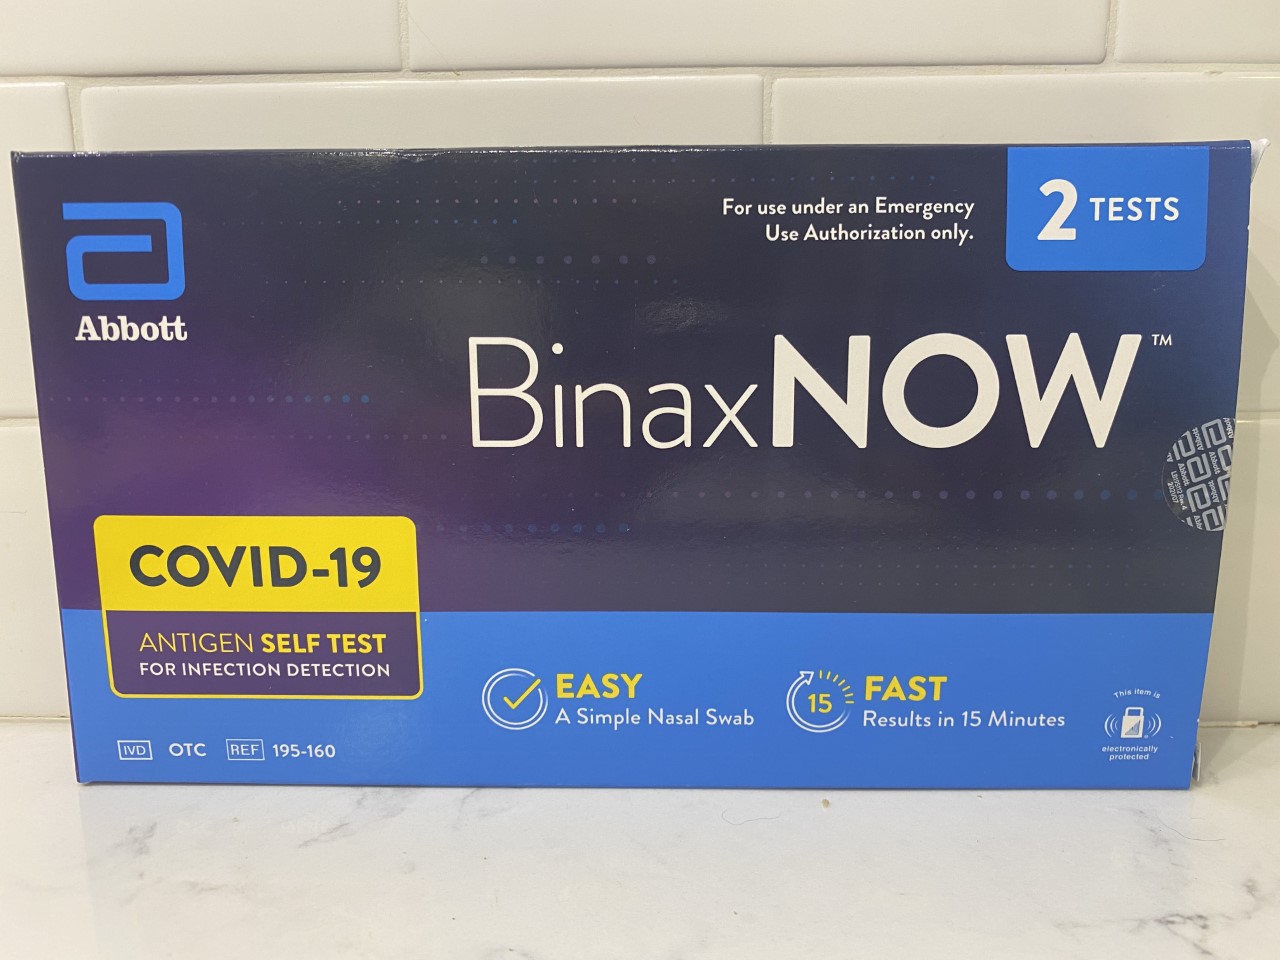 For use under an Emergency
Use Authorization only.
2 TESTS
Abbott
BinaxNOW™
COVID-19
ANTIGEN SELF TEST
FOR INFECTION DETECTION
EASY
A Simple Nasal Swab
15
FAST
Results in 15 Minutes
This item is
electronically
protected
IVD OTC REF 195-160
Abbott